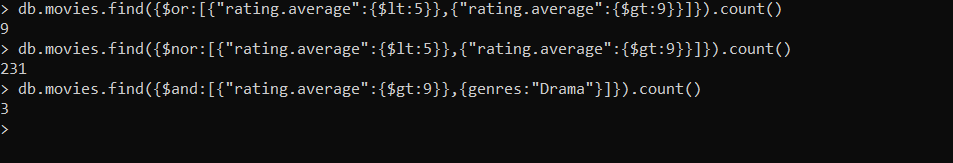 > db.movies.find({$or:[{"rating.average":{$lt:5}},{"rating.average":{$gt:9}}]}).count()
9
> db.movies.find({$nor:[{"rating.average":{$lt:5}},{"rating.average":{$gt:9}}]}).count()
231
> db.movies.find({$and:[{"rating.average":{$gt:9}},{genres:"Drama"}]}).count()
3
>